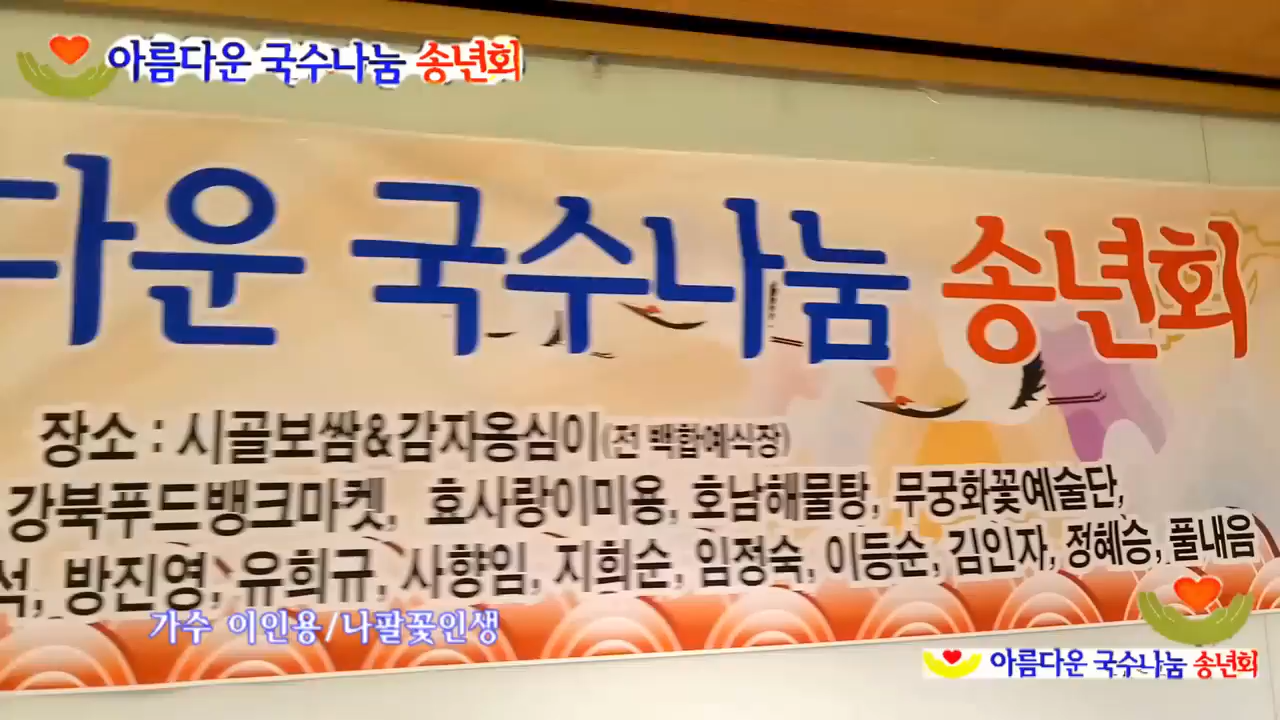 아름다운 국수나눔 송년회
다운 국수나눔 송년회
장소 : 시골보쌈&감자옹심이(전 백합예식장)
강북푸드뱅크마켓, 효사랑이미용, 호남해물탕, 무궁화꽃예술단,
석, 방진영, 유희규, 사향임, 지희순, 임정숙, 이등순, 김인자, 정혜승, 풀내음
가수 이인용/나팔꽃인생
아름다운 국수나눔 송년회